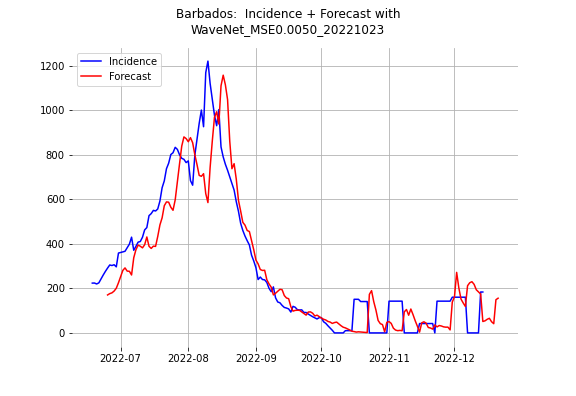 Barbados:  Incidence + Forecast with
WaveNet_MSE0.0050_20221023
Incidence
Forecast
1200
1000
800
600
400
200
0
2022-07 2022-08 2022-09 2022-10 2022-11 2022-12